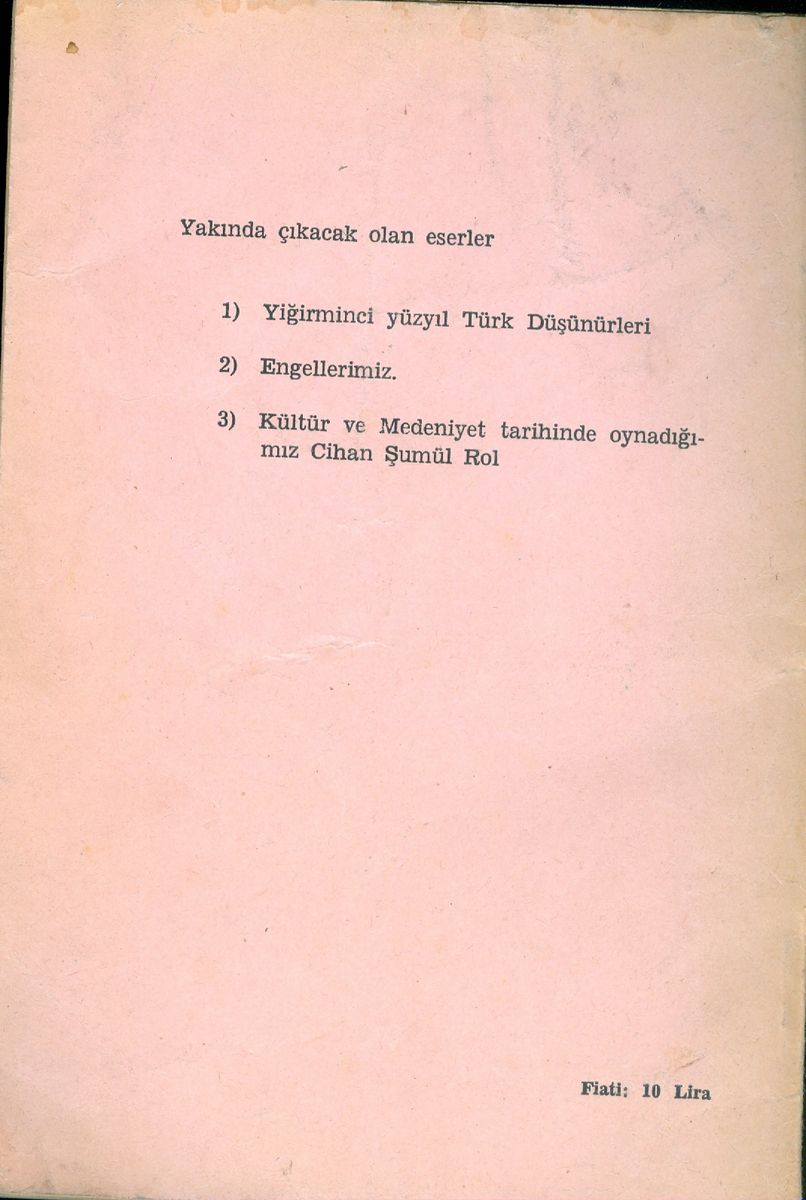 Yakında çıkacak olan eserler
1) Yiğirminci yüzyıl Türk Düşünürleri
2) Engellerimiz.
3) Kültür ve Medeniyet tarihinde oynadığı-
mız Cihan Şumül Rol
Fiati: 10 Lira